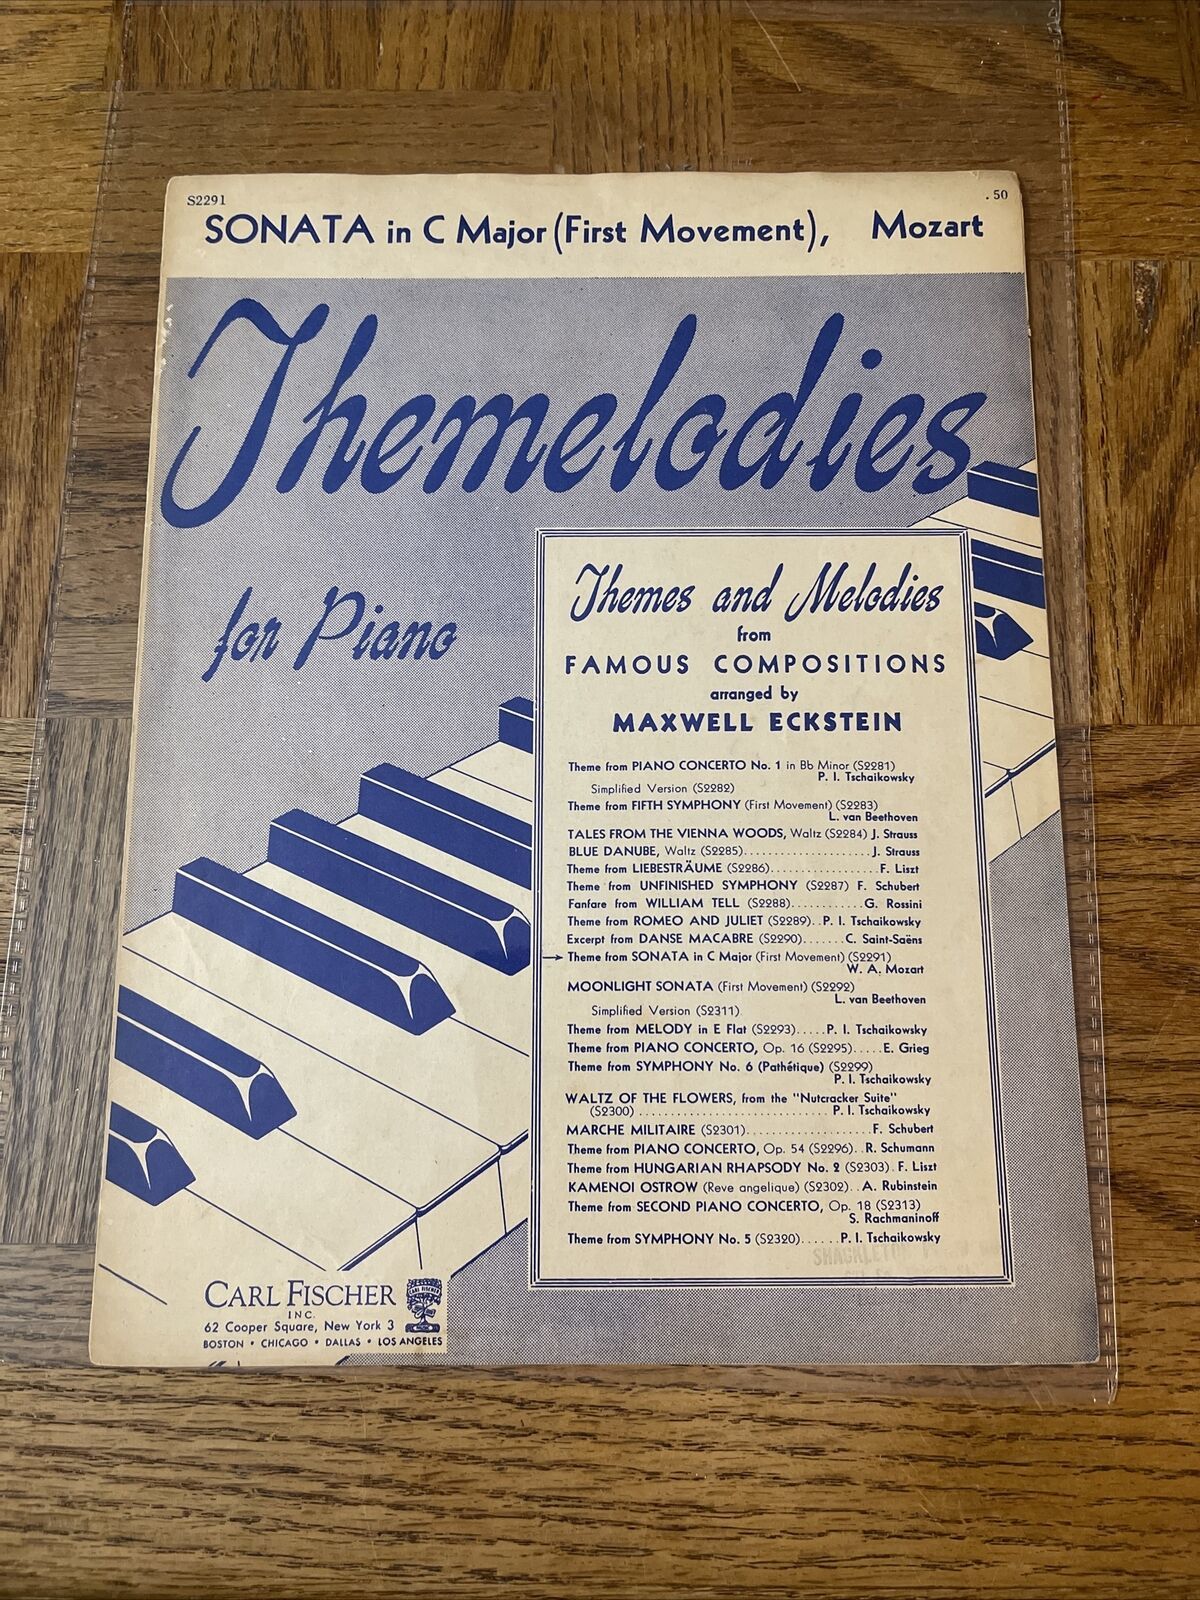 S2291 .50
SONATA in C Major (First Movement), Mozart
Themelodies
for Piano
Themes and Melodies
from
FAMOUS COMPOSITIONS
arranged by
MAXWELL ECKSTEIN
Theme from PIANO CONCERTO No. 1 in Bb Minor (S2281)
P. I. Tschaikowsky
Simplified Version (S2282)
Theme from FIFTH SYMPHONY (First Movement) (S2283)
L. van Beethoven
TALES FROM THE VIENNA WOODS, Waltz (S2284) J. Strauss
BLUE DANUBE, Waltz (S2285)......................J. Strauss
Theme from LIEBESTRÄUME (S2286)..................F. Liszt
Theme from UNFINISHED SYMPHONY (S2287) F. Schubert
Fanfare from WILLIAM TELL (S2288)............G. Rossini
Theme from ROMEO AND JULIET (S2289)..P. I. Tschaikowsky
Excerpt from DANSE MACABRE (S2290).......C. Saint-Saëns
Theme from SONATA in C Major (First Movement) (S2291)
W. A. Mozart
MOONLIGHT SONATA (First Movement) (S2292)
L. van Beethoven
Simplified Version (S2311)
Theme from MELODY in E Flat (S2293).....P. I. Tschaikowsky
Theme from PIANO CONCERTO, Op. 16 (S2295).....E. Grieg
Theme from SYMPHONY No. 6 (Pathétique) (S2299)
P. I. Tschaikowsky
WALTZ OF THE FLOWERS, from the "Nutcracker Suite"
(S2300) ............................ P. I. Tschaikowsky
MARCHE MILITAIRE (S2301)....................F. Schubert
Theme from PIANO CONCERTO, Op. 54 (S2296)..R. Schumann
Theme from HUNGARIAN RHAPSODY No. 2 (S2303). F. Liszt
KAMENOI OSTROW (Reve angelique) (S2302)..A. Rubinstein
Theme from SECOND PIANO CONCERTO, Op. 18 (S2313)
S. Rachmaninoff
Theme from SYMPHONY No. 5 (S2320)......P. I. Tschaikowsky
CARL FISCHER
INC.
62 Cooper Square, New York 3
BOSTON • CHICAGO • DALLAS • LOS ANGELES